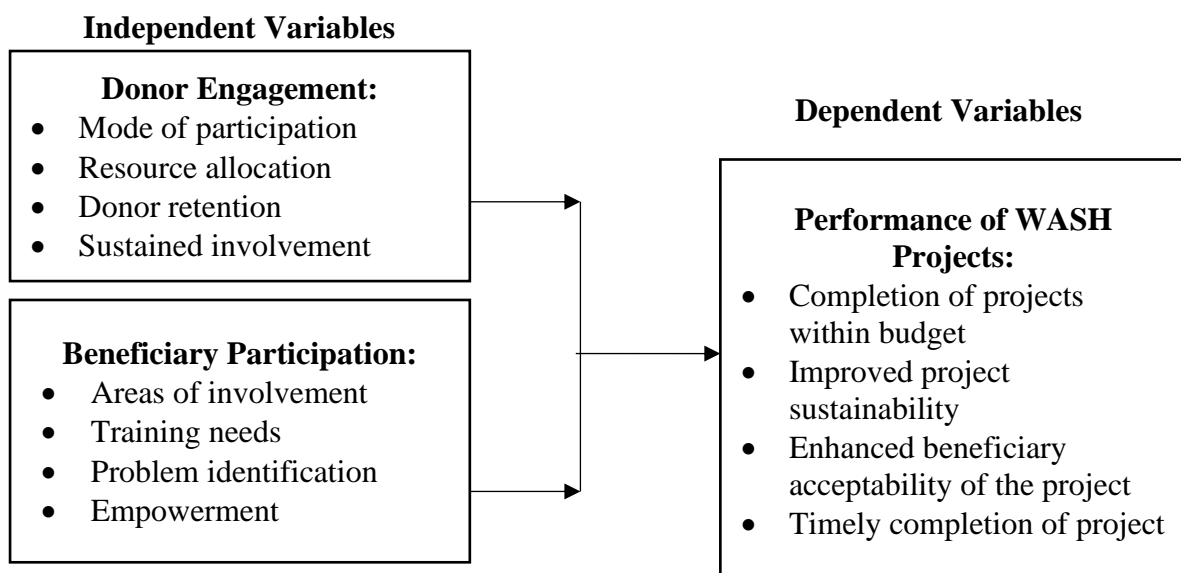 Independent Variables
Donor Engagement:
• Mode of participation
• Resource allocation
• Donor retention
• Sustained involvement
Beneficiary Participation:
• Areas of involvement
• Training needs
• Problem identification
• Empowerment
Dependent Variables
Performance of WASH
Projects:
• Completion of projects
within budget
• Improved project
sustainability
• Enhanced beneficiary
acceptability of the project
• Timely completion of project